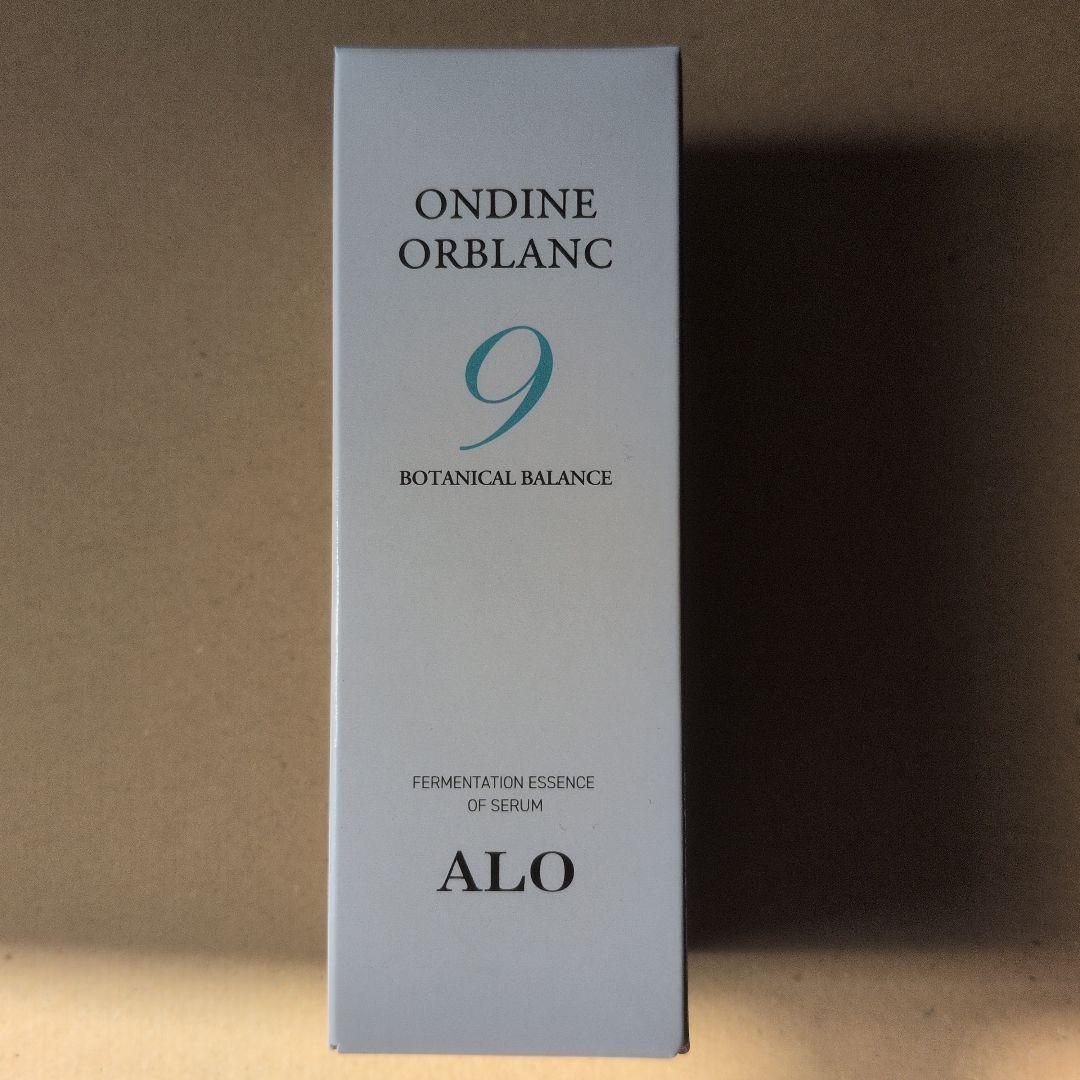 ONDINE
ORBLANC
9
BOTANICAL BALANCE
FERMENTATION ESSENCE
OF SERUM
ALO